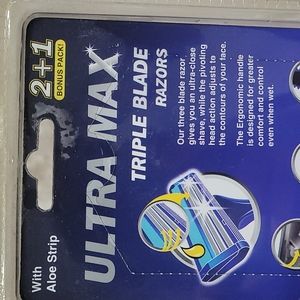 2+1
BONUS PACK!
ULTRA MAX
TRIPLE BLADE
RAZORS
Our three blade razor
gives you an ultra-close
shave, while the pivoting
head action adjusts to
the contours of your face.
The Ergonomic handle
is designed for greater
comfort and control
even when wet.
With
Aloe Strip